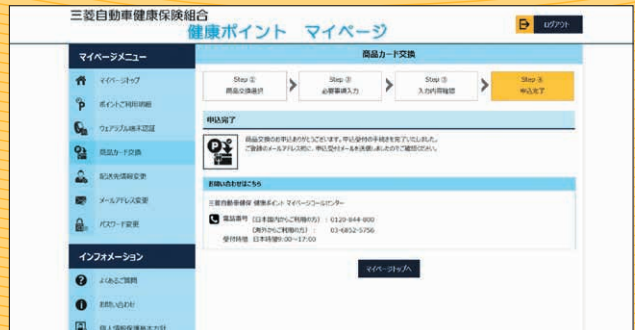 三菱自動車健康保険組合
健康ポイント マイページ
ログアウト
マイページメニュー
マイページトップ
ポイントご利用明細
ウェアラブル端末認証
商品カード交換
配送先情報変更
メールアドレス変更
パスワード変更
インフォメーション
よくあるご質問
お問い合わせ
個人情報保護基本方針
商品カード交換
Step ①
商品交換選択
Step ②
必要事項入力
Step ③
入力内容確認
Step ④
申込完了
申込完了
商品交換のお申込ありがとうございます。申込受付の手続きを完了いたしました。
ご登録のメールアドレス宛に、申込受付メールを送信しましたのでご確認ください。
お問い合わせはこちら
三菱自動車健保 健康ポイント マイページコールセンター
電話番号 (日本国内からご利用の方) : 0120-844-800
(海外からご利用の方) : 03-6852-5756
受付時間 日本時間9:00~17:00
マイページトップへ